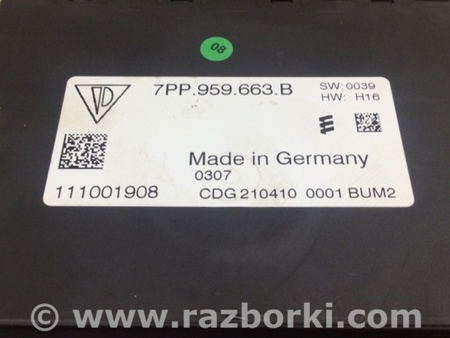 08
7PP.959.663.B
SW: 0039
HW: H16
Made in Germany
0307
111001908
CDG 210410 0001 BUM2
© www.razborki.com